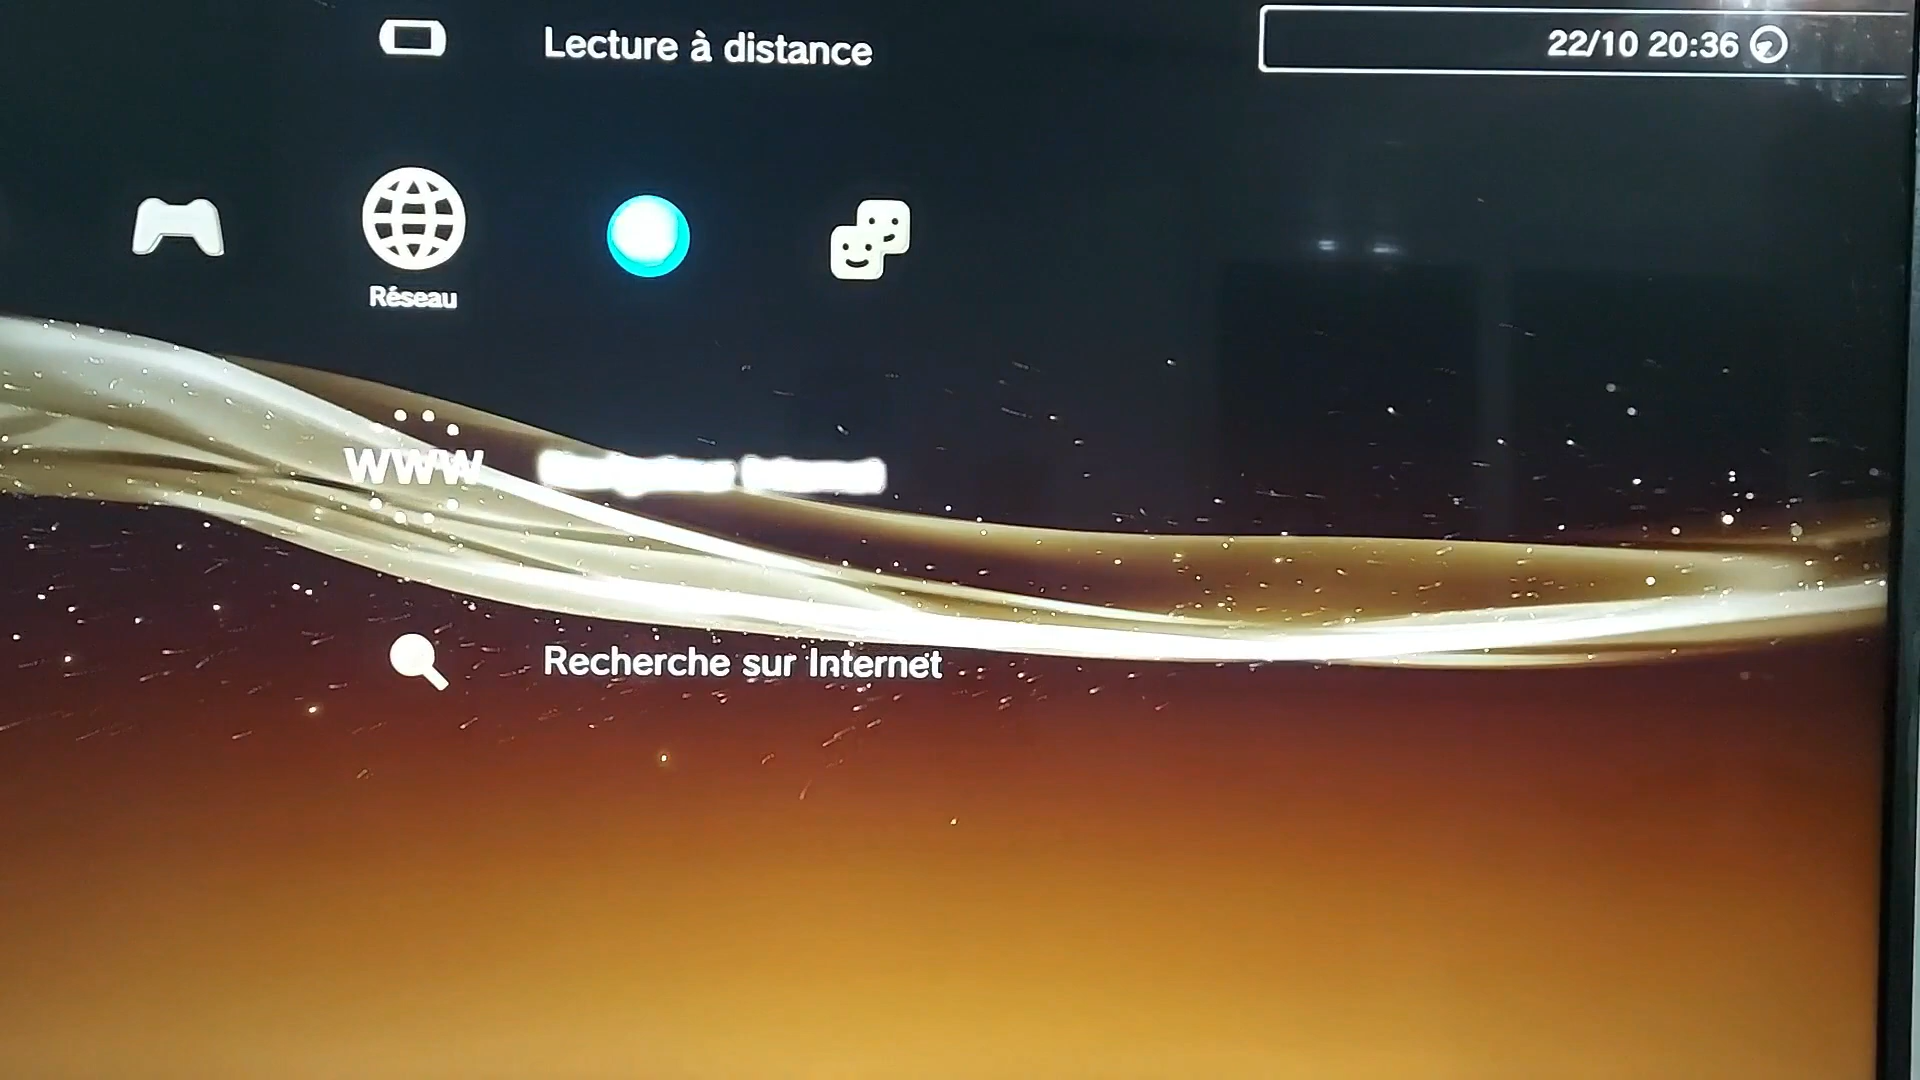 Lecture à distance
22/10 20:36
Réseau
www
Recherche sur Internet